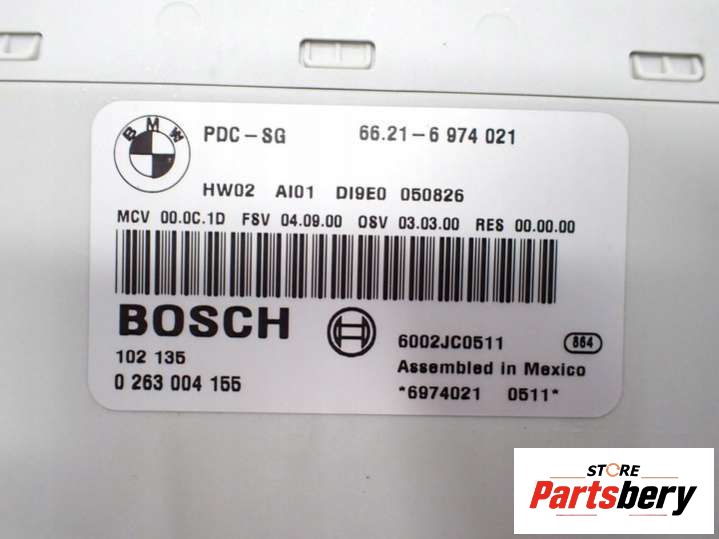 BMW
PDC-SG 66.21-6 974 021
HW02 AI01 DI9E0 050826
MCV 00.0C.1D FSV 04.09.00 OSV 03.03.00 RES 00.00.00
BOSCH
6002JC0511 864
102 135
Assembled in Mexico
0 263 004 155
*6974021 0511*
STORE
Partsbery